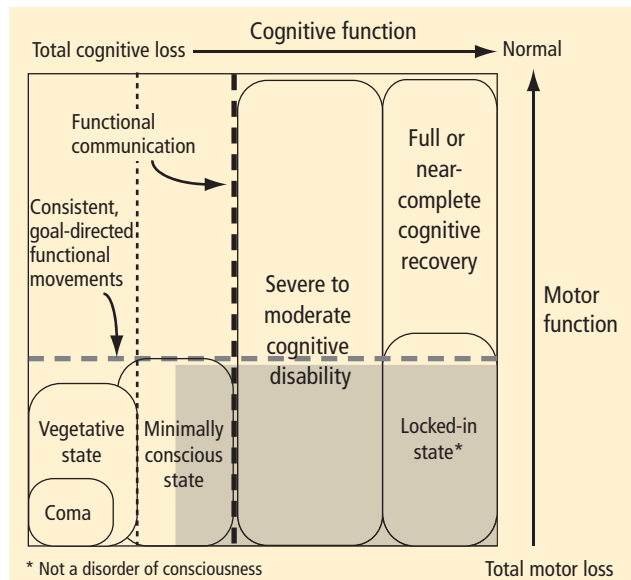 Cognitive function
Total cognitive loss
Normal
Functional
communication
Consistent,
goal-directed
functional
movements
Full or
near-
complete
cognitive
recovery
Severe to
moderate
cognitive
disability
Motor
function
Vegetative
state
Minimally
conscious
state
Locked-in
state*
Coma
* Not a disorder of consciousness
Total motor loss